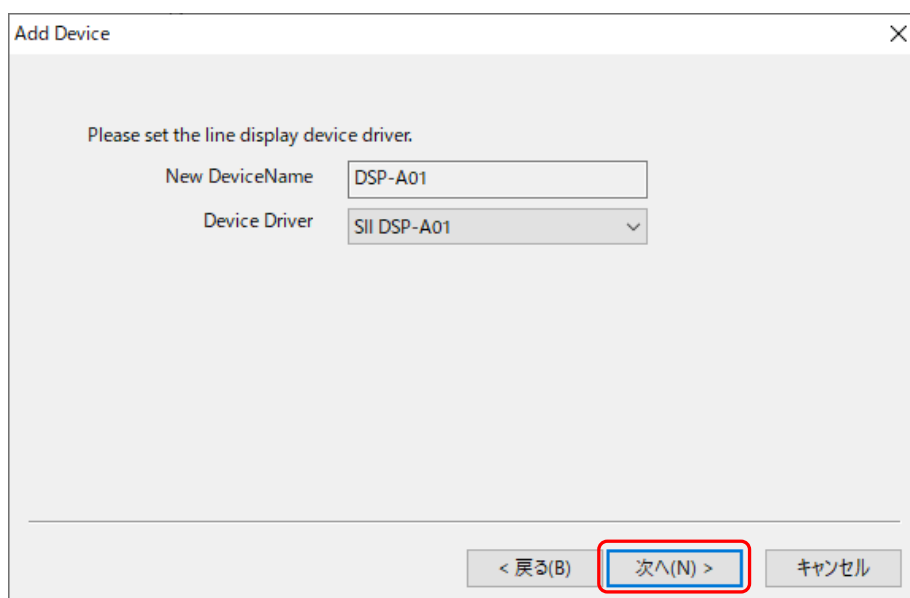 Add Device
Please set the line display device driver.
New DeviceName DSP-A01
Device Driver SII DSP-A01
< 戻る(B) 次へ(N) > キャンセル